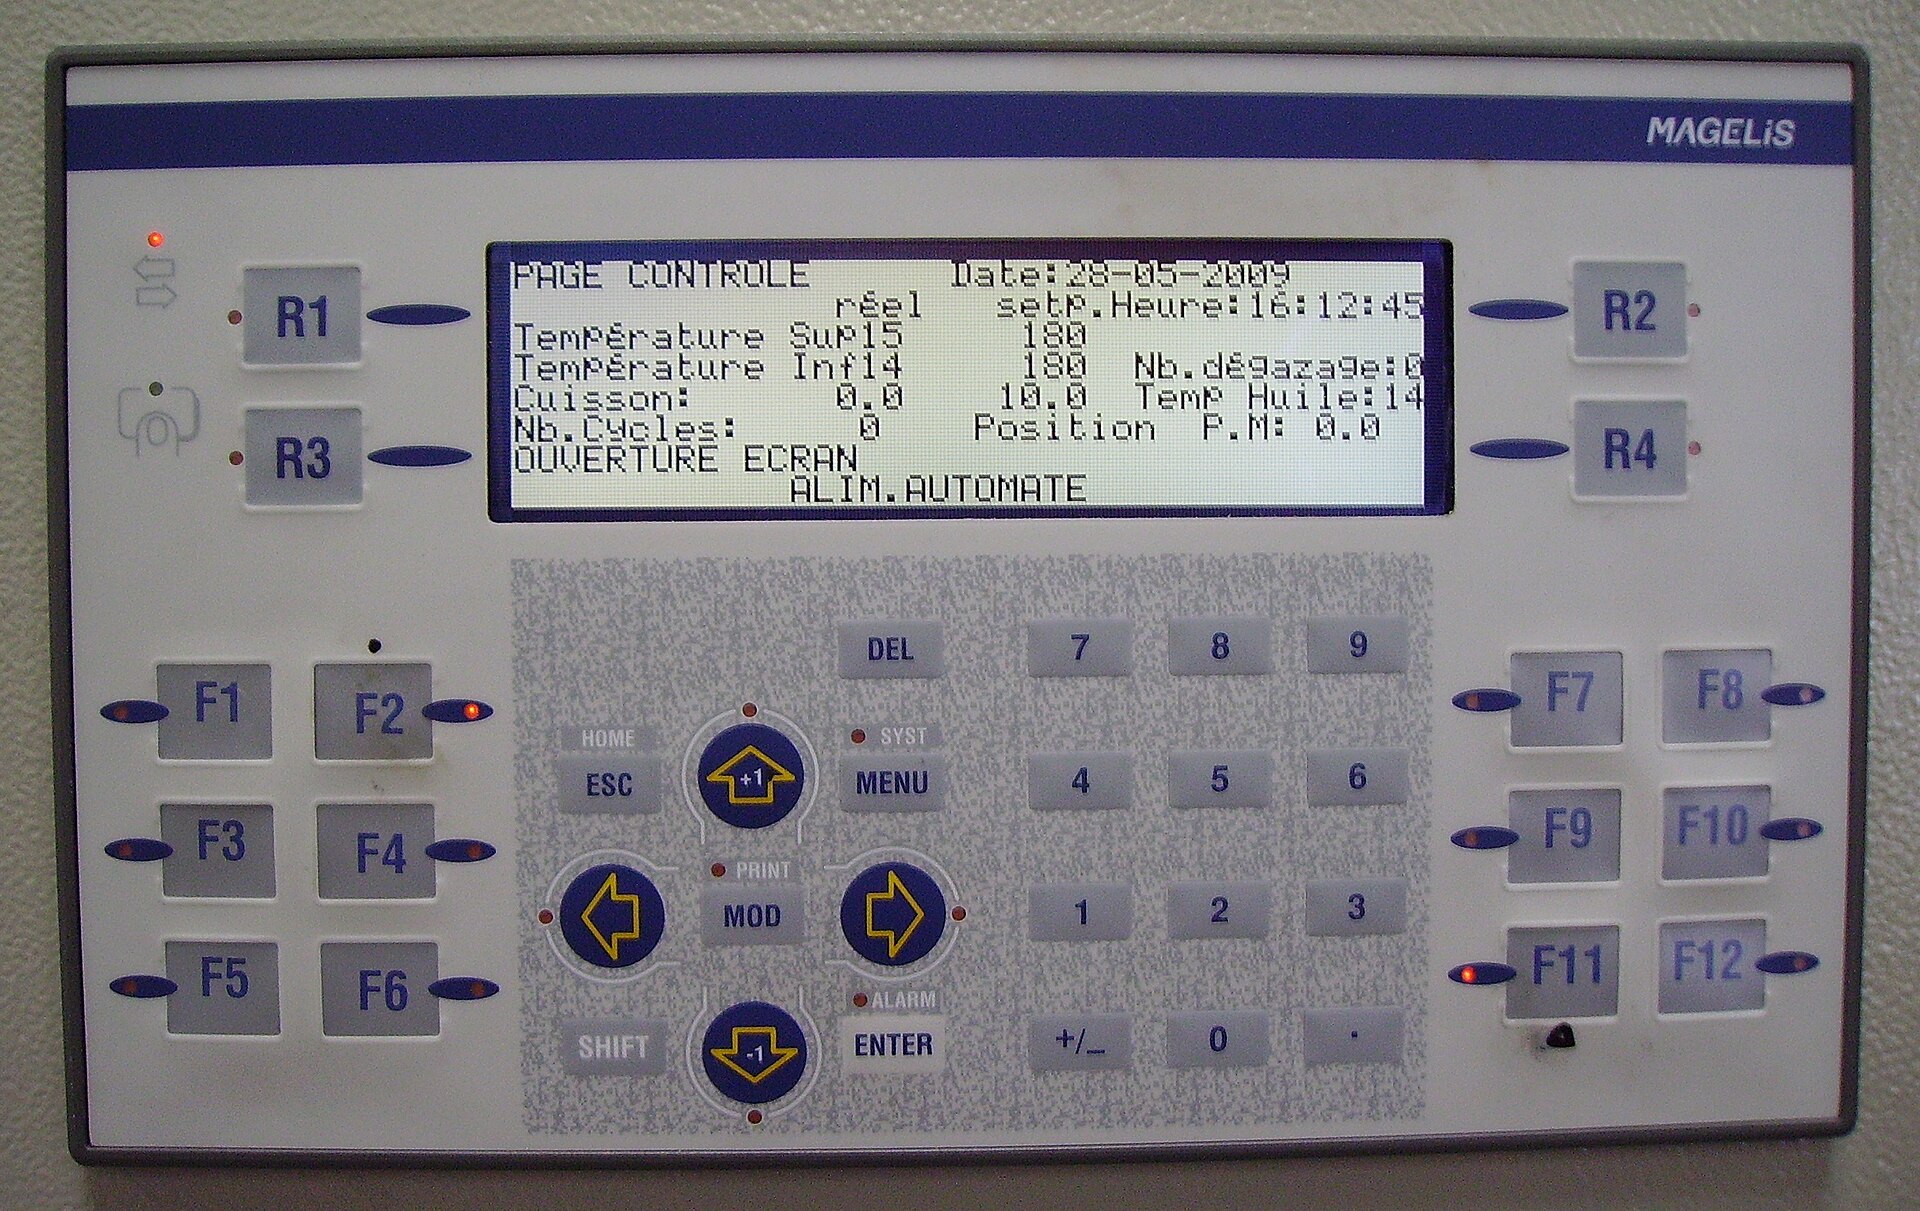 MAGELiS
PAGE CONTROLE Date:28-05-2009
réel setp.Heure:16:12:45
Température Sup15 180
Température Inf14 180 Nb.dégazage:0
Cuisson: 0.0 10.0 Temp Huile:14
Nb.Cycles: 0 Position P.M: 0.0
OUVERTURE ECRAN
ALIM.AUTOMATE
R1
R2
R3
R4
DEL 7 8 9
F1 F2
F7 F8
HOME SYST
ESC +1 MENU 4 5 6
F3 F4
F9 F10
PRINT
MOD 1 2 3
F5 F6
F11 F12
ALARM
SHIFT -1 ENTER +/_ 0 .